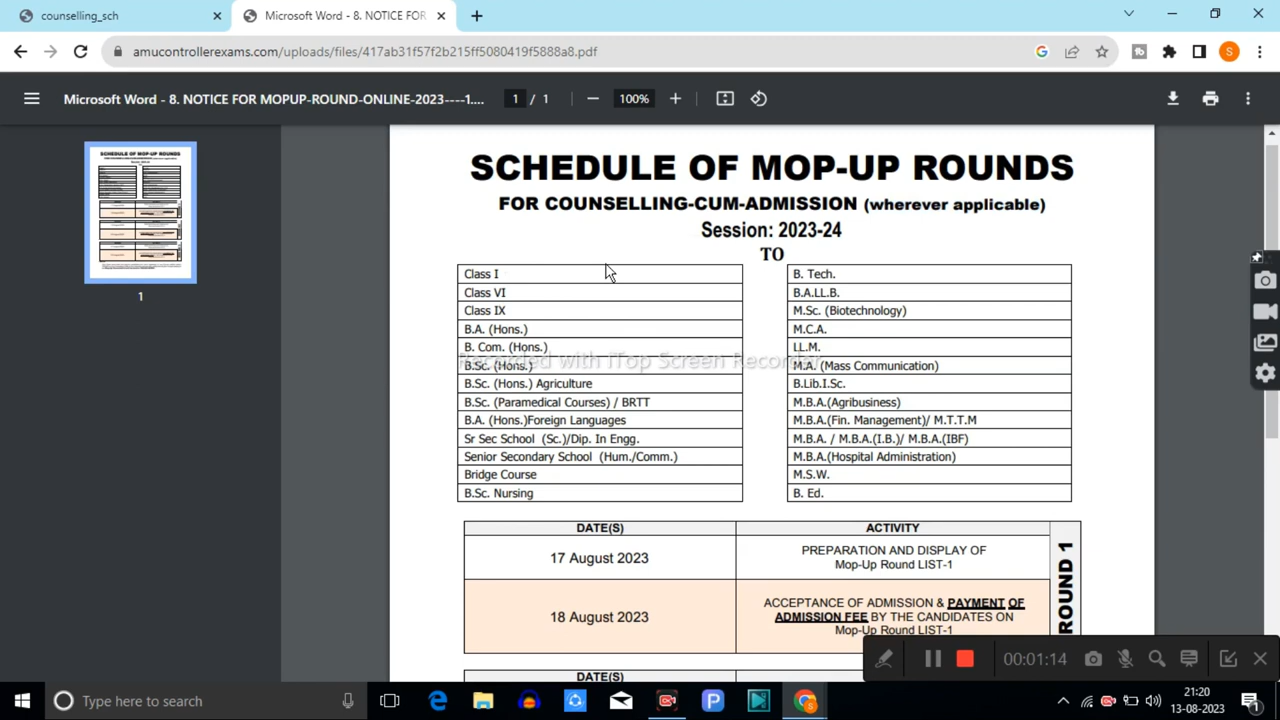 counselling_sch
Microsoft Word - 8. NOTICE FOR
amucontrollerexams.com/uploads/files/417ab31f57f2b215ff5080419f5888a8.pdf
S
Microsoft Word - 8. NOTICE FOR MOPUP-ROUND-ONLINE-2023----1....
1 / 1
100%
1
SCHEDULE OF MOP-UP ROUNDS
FOR COUNSELLING-CUM-ADMISSION (wherever applicable)
Session: 2023-24
TO
Class I
Class VI
Class IX
B.A. (Hons.)
B. Com. (Hons.)
B.Sc. (Hons.)
B.Sc. (Hons.) Agriculture
B.Sc. (Paramedical Courses) / BRTT
B.A. (Hons.)Foreign Languages
Sr Sec School (Sc.)/Dip. In Engg.
Senior Secondary School (Hum./Comm.)
Bridge Course
B.Sc. Nursing
B. Tech.
B.A.LL.B.
M.Sc. (Biotechnology)
M.C.A.
LL.M.
M.A. (Mass Communication)
B.Lib.I.Sc.
M.B.A.(Agribusiness)
M.B.A.(Fin. Management)/ M.T.T.M
M.B.A. / M.B.A.(I.B.)/ M.B.A.(IBF)
M.B.A.(Hospital Administration)
M.S.W.
B. Ed.
Recorded with iTop Screen Recorder
DATE(S) ACTIVITY
17 August 2023
PREPARATION AND DISPLAY OF
Mop-Up Round LIST-1
18 August 2023
ACCEPTANCE OF ADMISSION & PAYMENT OF
ADMISSION FEE BY THE CANDIDATES ON
Mop-Up Round LIST-1
ROUND 1
DATE(S)
00:01:14
Type here to search
21:20
13-08-2023
1